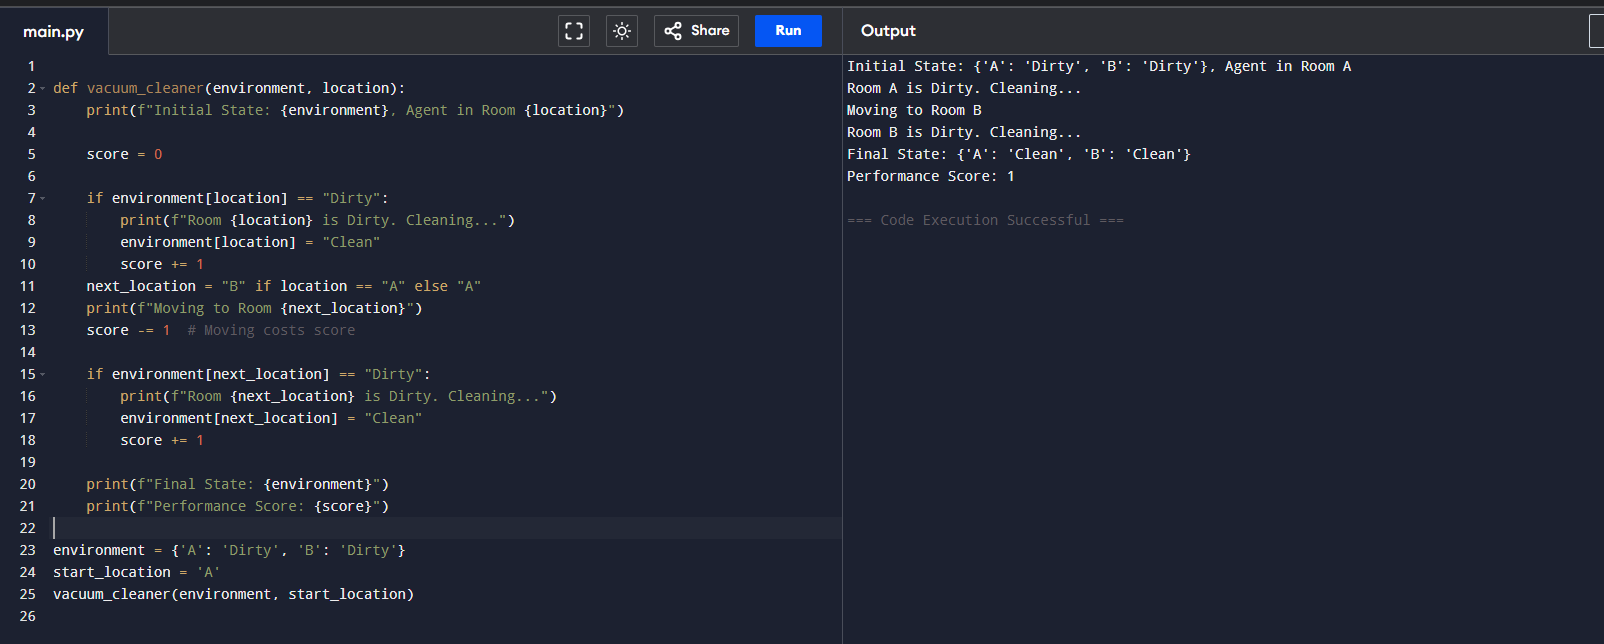 main.py
Share
Run
Output
1
2 def vacuum_cleaner(environment, location):
3     print(f"Initial State: {environment}, Agent in Room {location}")
4
5     score = 0
6
7     if environment[location] == "Dirty":
8         print(f"Room {location} is Dirty. Cleaning...")
9         environment[location] = "Clean"
10         score += 1
11     next_location = "B" if location == "A" else "A"
12     print(f"Moving to Room {next_location}")
13     score -= 1  # Moving costs score
14
15     if environment[next_location] == "Dirty":
16         print(f"Room {next_location} is Dirty. Cleaning...")
17         environment[next_location] = "Clean"
18         score += 1
19
20     print(f"Final State: {environment}")
21     print(f"Performance Score: {score}")
22
23 environment = {'A': 'Dirty', 'B': 'Dirty'}
24 start_location = 'A'
25 vacuum_cleaner(environment, start_location)
26
Initial State: {'A': 'Dirty', 'B': 'Dirty'}, Agent in Room A
Room A is Dirty. Cleaning...
Moving to Room B
Room B is Dirty. Cleaning...
Final State: {'A': 'Clean', 'B': 'Clean'}
Performance Score: 1
=== Code Execution Successful ===